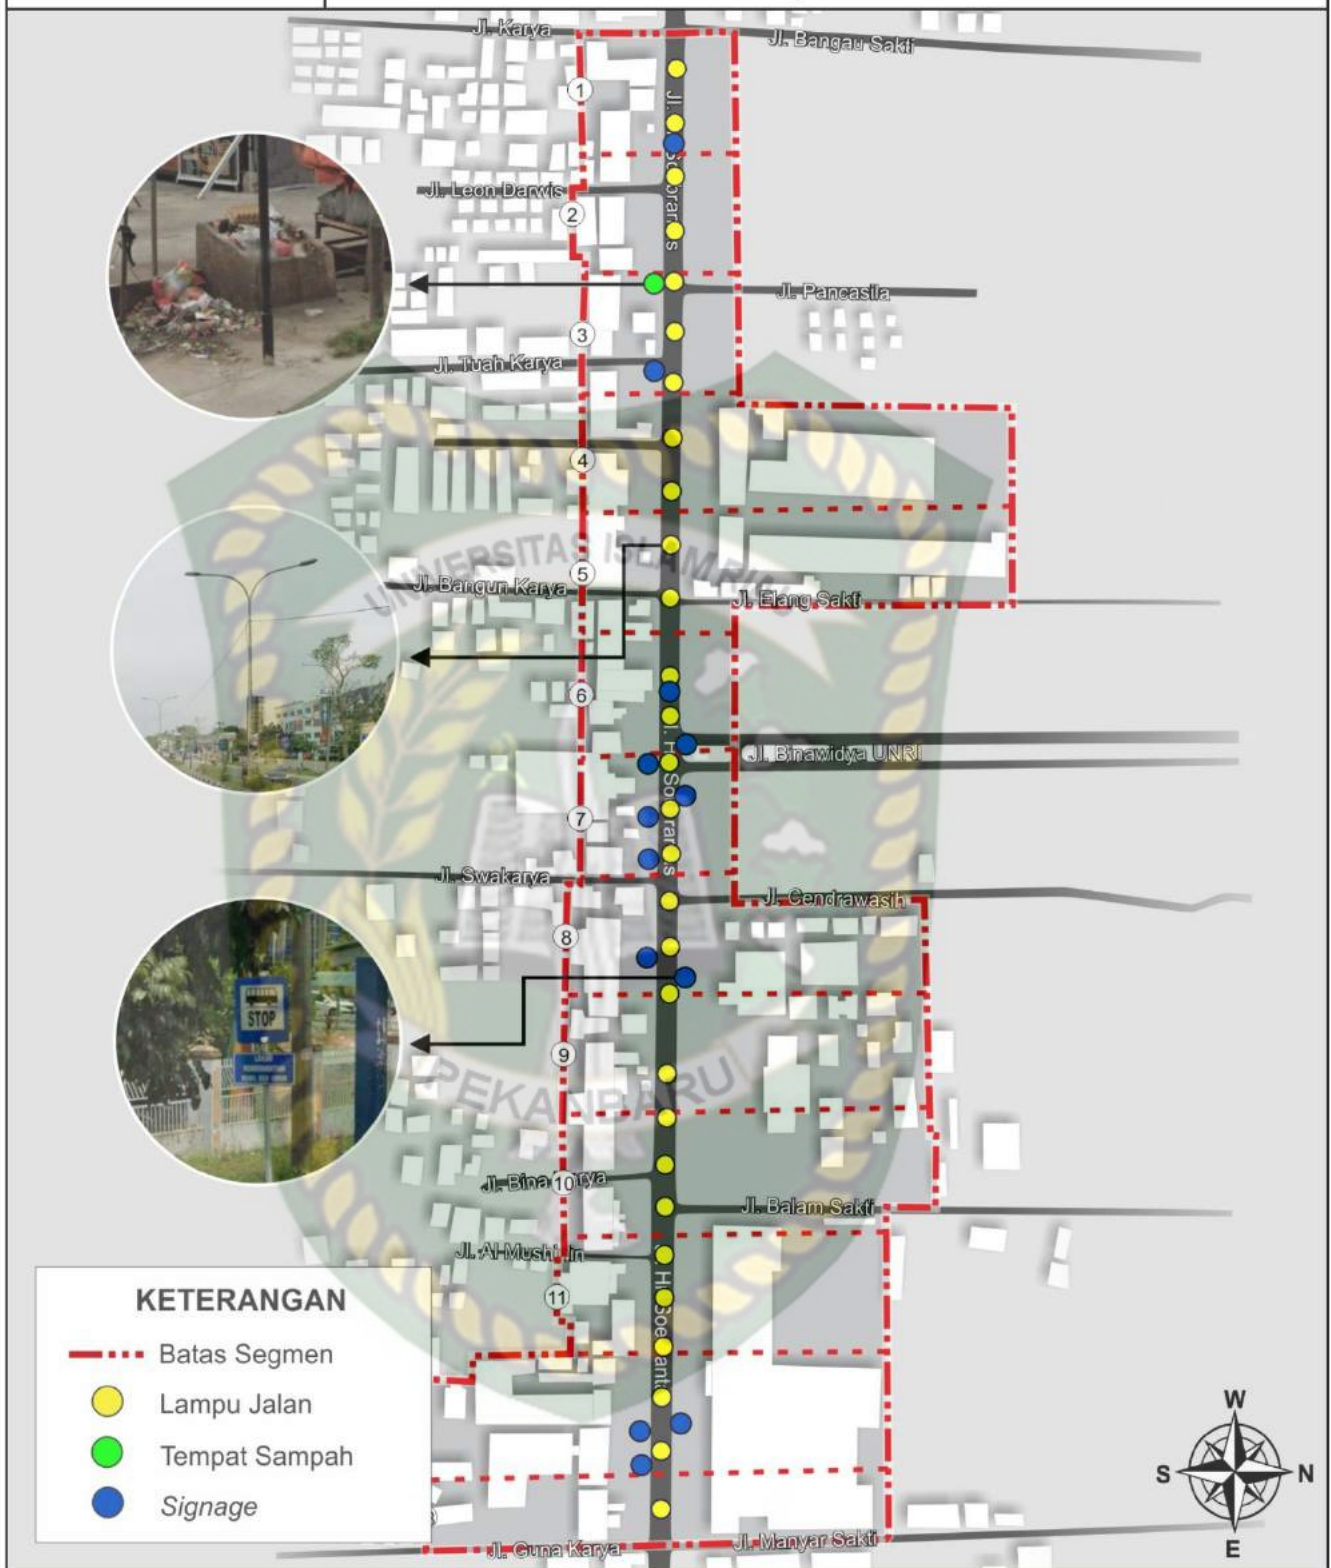 Jl. Karya
Jl. Bangau Sakti
1
Jl. Leon Darwis
2
Jl. Pancasila
3
Jl. Tuah Karya
4
UNIVERSITAS ISLAM RIAU
5
Jl. Bangun Karya
Jl. Elang Sakti
6
Jl. Binawidya UNRI
7
Jl. Swakarya
Jl. Cendrawasih
8
STOP
9
PEKANBARU
Jl. Bina
10
Jl. Balam Sakti
11
KETERANGAN
Batas Segmen
Lampu Jalan
Tempat Sampah
Signage
W
S
N
E
Jl. Guna Karya
Jl. Manyar Sakti